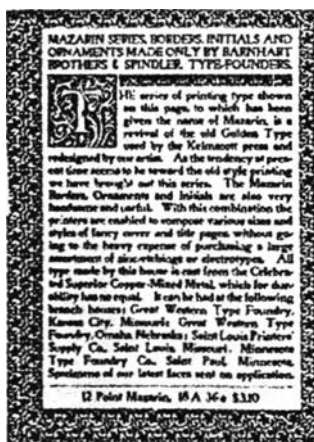 MAZARIN SERIES, BORDERS, INITIALS AND
ORNAMENTS MADE ONLY BY BARNHART
BROTHERS & SPINDLER, TYPE-FOUNDERS.
THE series of printing type shown
on this page, to which has been
given the name of Mazarin, is a
revival of the old Golden Type
used by the Kelmscott press and
redesigned by our artist. As the tendency at pres-
ent time seems to be toward the old style printing
we have brought out this series. The Mazarin
Borders, Ornaments and Initials are also very
handsome and useful. With this combination the
printers are enabled to compose various sizes and
styles of fancy cover and title pages, without go-
ing to the heavy expense of purchasing a large
assortment of zinc-etchings or electrotypes. All
type made by this house is cast from the Celebra-
ted Superior Copper-Mixed Metal, which for dur-
ability has no equal. It can be had at the following
branch houses: Great Western Type Foundry,
Kansas City, Missouri; Great Western Type
Foundry, Omaha, Nebraska; Saint Louis Printers'
Supply Co., Saint Louis, Missouri; Minnesota
Type Foundry Co., Saint Paul, Minnesota.
Specimens of our latest faces sent on application.
12 Point Mazarin, 18 A 36 a $3.10